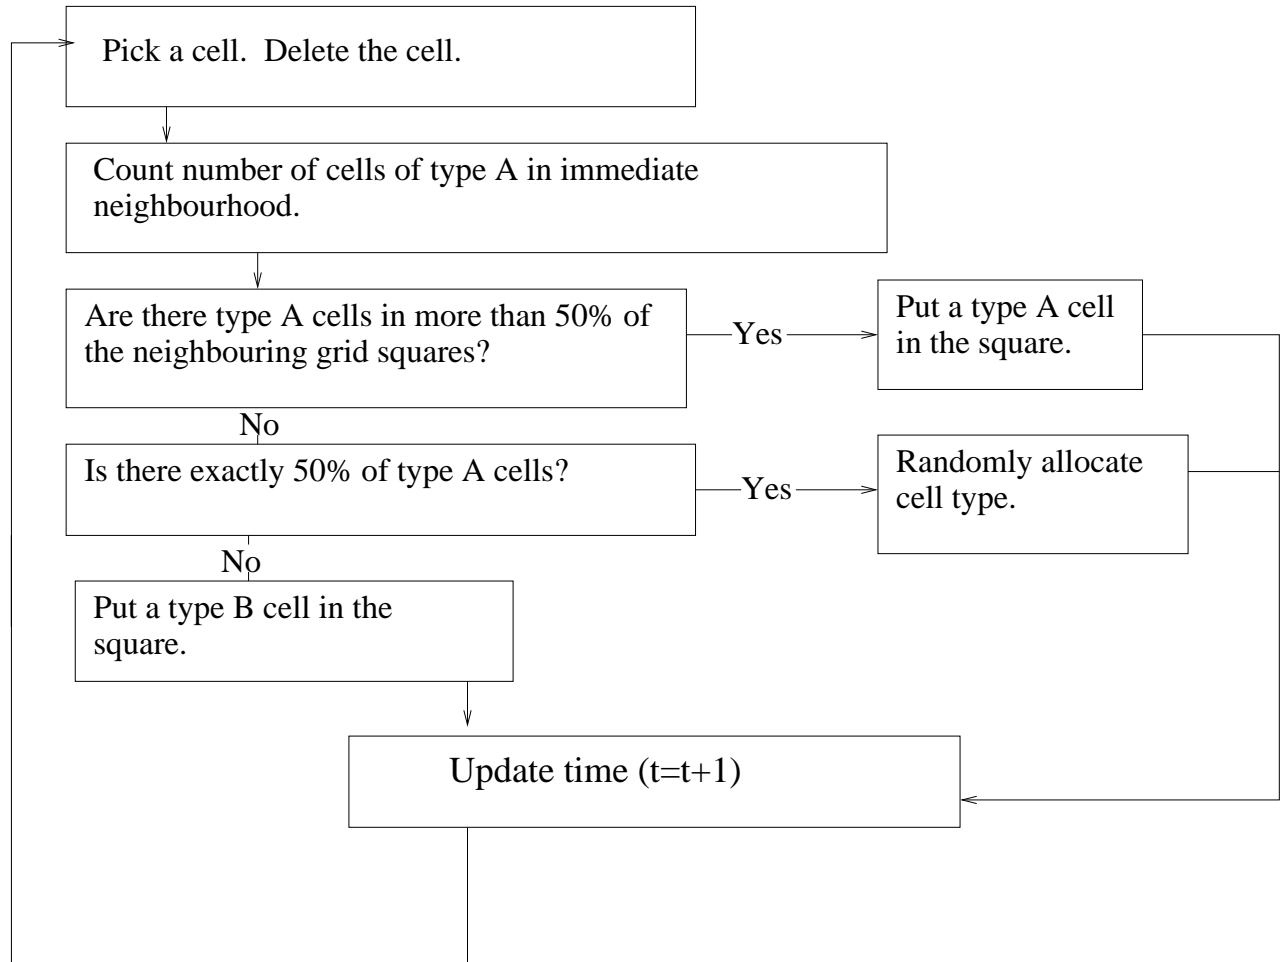 Pick a cell.  Delete the cell.
Count number of cells of type A in immediate
neighbourhood.
Are there type A cells in more than 50% of
the neighbouring grid squares?
Yes
Put a type A cell
in the square.
No
Is there exactly 50% of type A cells?
Yes
Randomly allocate
cell type.
No
Put a type B cell in the
square.
Update time (t=t+1)